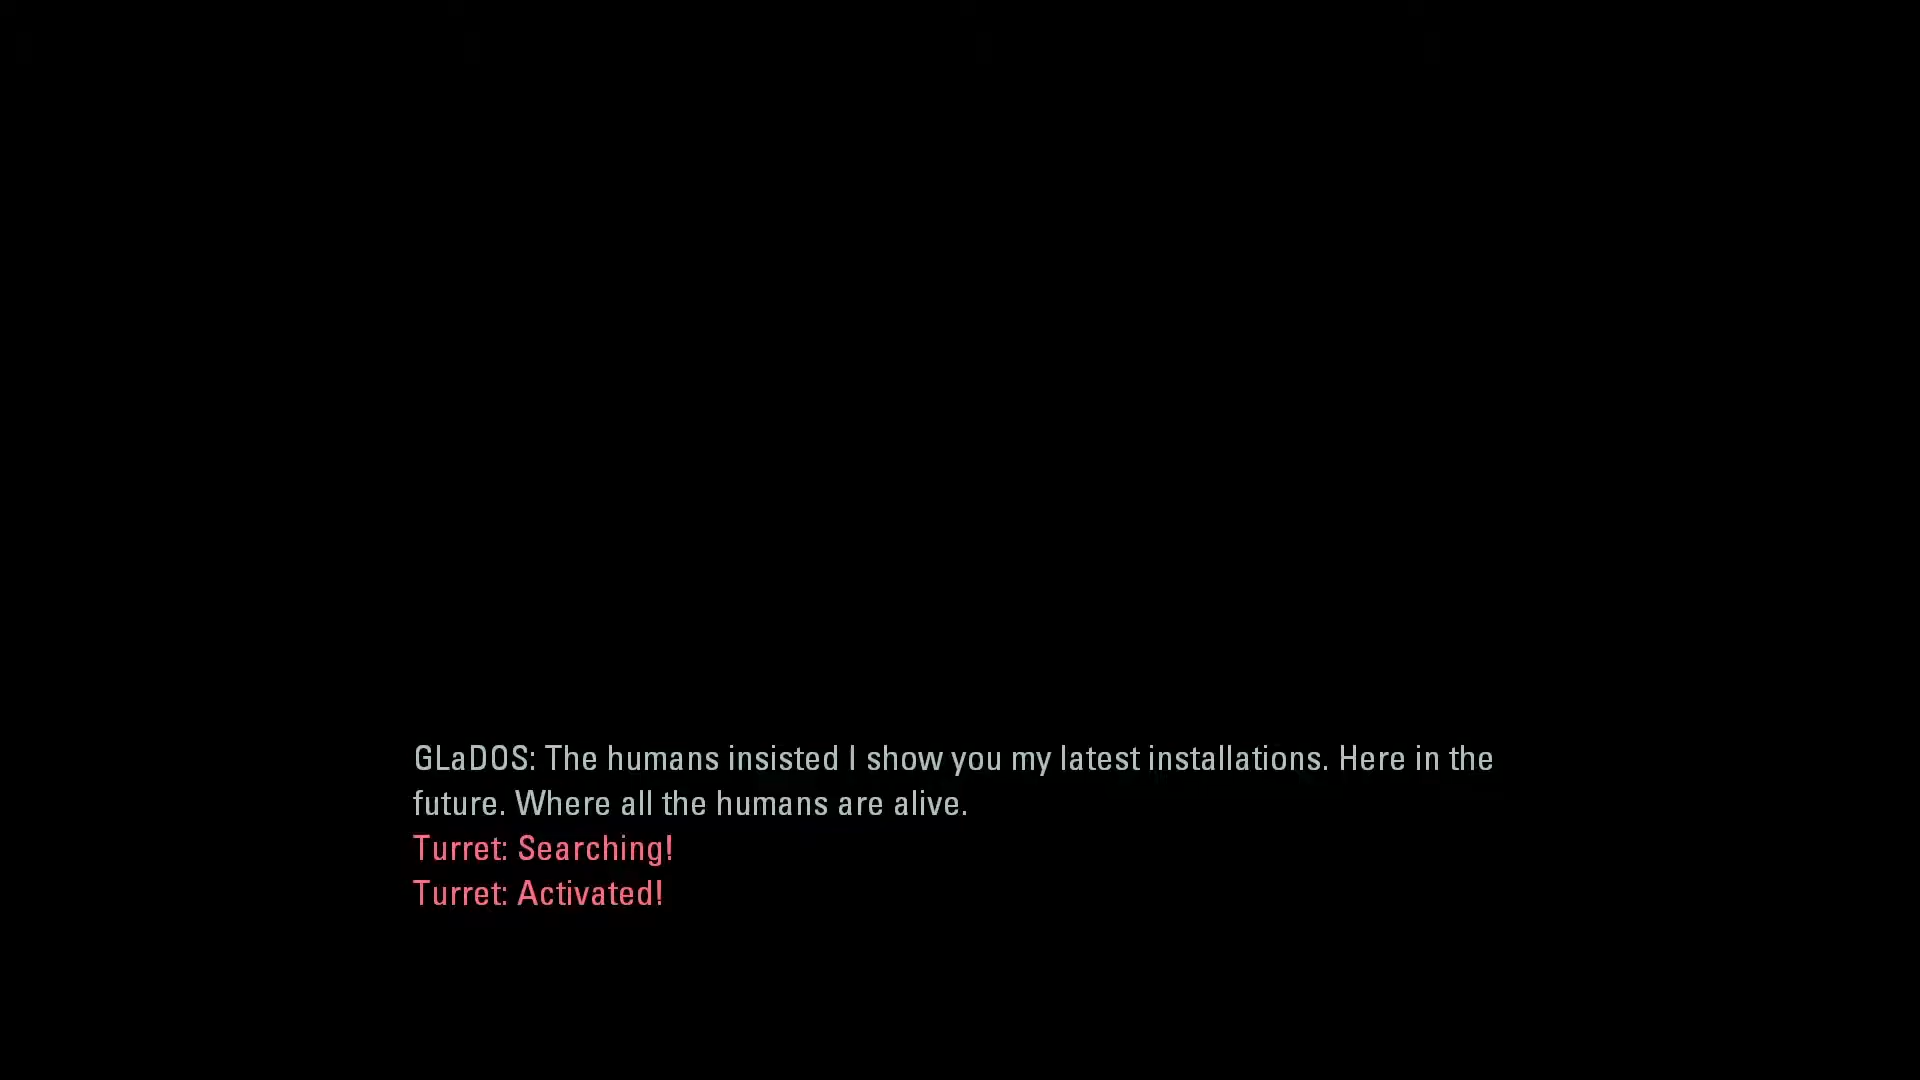 GLaDOS: The humans insisted I show you my latest installations. Here in the
future. Where all the humans are alive.
Turret: Searching!
Turret: Activated!